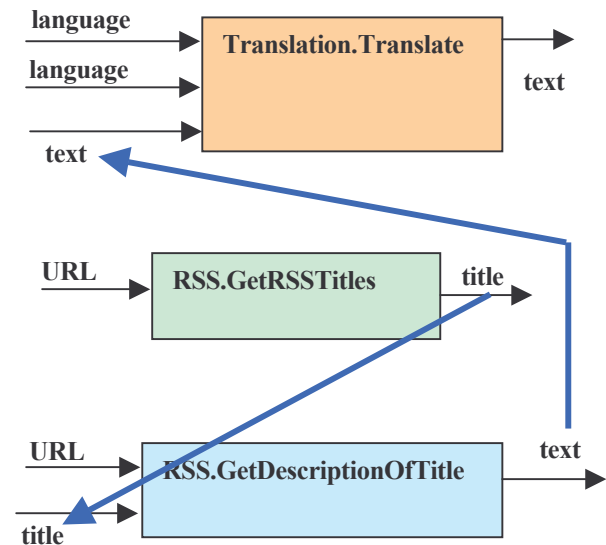 language
Translation.Translate
language
text
text
URL
RSS.GetRSSTitles
title
URL
RSS.GetDescriptionOfTitle
text
title